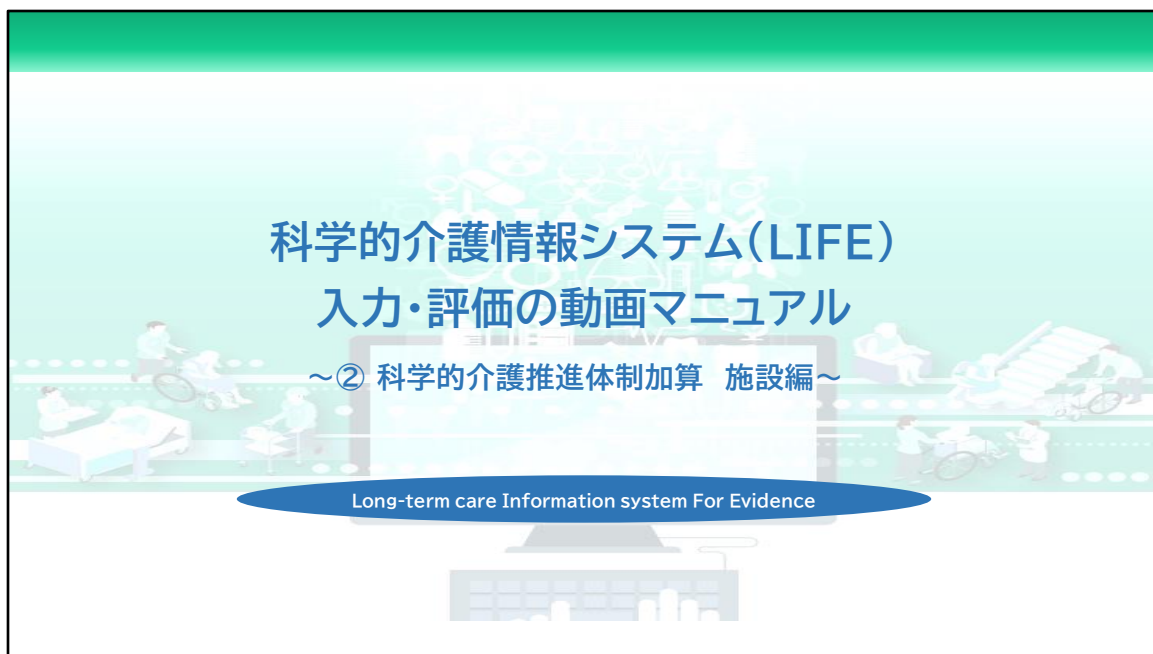 科学的介護情報システム(LIFE)
入力・評価の動画マニュアル
～② 科学的介護推進体制加算 施設編～
Long-term care Information system For Evidence